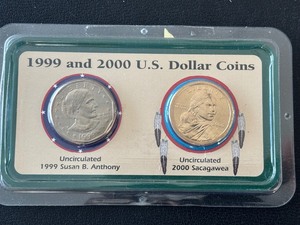 1999 and 2000 U.S. Dollar Coins
Uncirculated
1999 Susan B. Anthony
Uncirculated
2000 Sacagawea